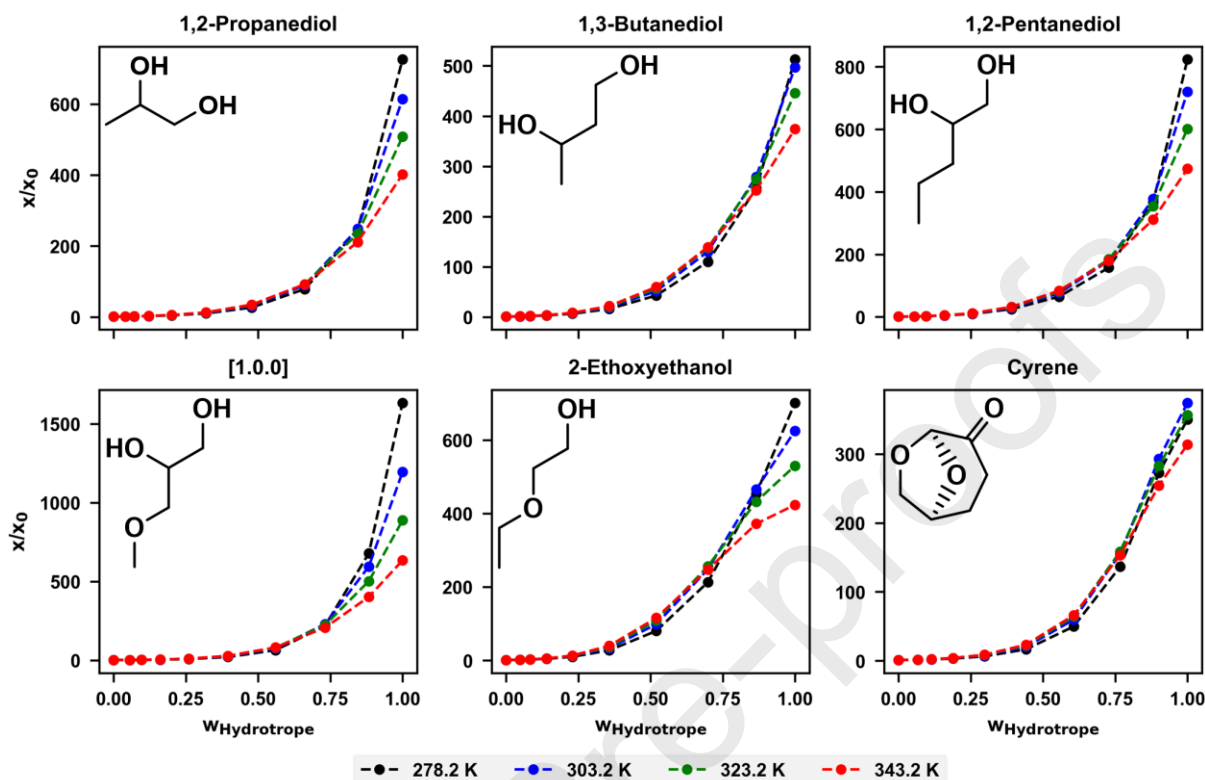 1,2-Propanediol 1,3-Butanediol 1,2-Pentanediol
x/x0
600
400
200
0
OH
OH
500
400
300
200
100
0
OH
HO
800
600
400
200
0
OH
HO
[1.0.0] 2-Ethoxyethanol Cyrene
x/x0
1500
1000
500
0
OH
HO
O
600
400
200
0
OH
O
300
200
100
0
O
O
O
0.00 0.25 0.50 0.75 1.00 0.00 0.25 0.50 0.75 1.00 0.00 0.25 0.50 0.75 1.00
wHydrotrope wHydrotrope wHydrotrope
278.2 K 303.2 K 323.2 K 343.2 K
re-proofs